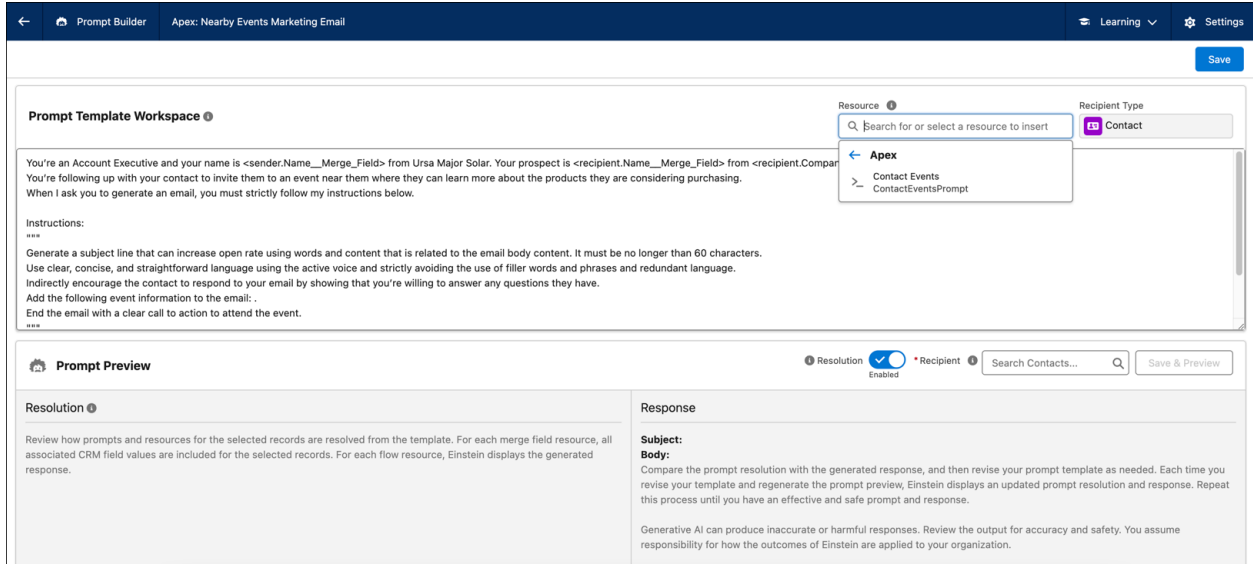 Prompt Builder
Apex: Nearby Events Marketing Email
Learning
Settings
Save
Prompt Template Workspace
Resource
Search for or select a resource to insert
Recipient Type
Contact
Apex
Contact Events
ContactEventsPrompt
You're an Account Executive and your name is <sender.Name__Merge_Field> from Ursa Major Solar. Your prospect is <recipient.Name__Merge_Field> from <recipient.Compan
You're following up with your contact to invite them to an event near them where they can learn more about the products they are considering purchasing.
When I ask you to generate an email, you must strictly follow my instructions below.
Instructions:
"""
Generate a subject line that can increase open rate using words and content that is related to the email body content. It must be no longer than 60 characters.
Use clear, concise, and straightforward language using the active voice and strictly avoiding the use of filler words and phrases and redundant language.
Indirectly encourage the contact to respond to your email by showing that you're willing to answer any questions they have.
Add the following event information to the email: .
End the email with a clear call to action to attend the event.
"""
Prompt Preview
Resolution
Enabled
*Recipient
Search Contacts...
Save & Preview
Resolution
Review how prompts and resources for the selected records are resolved from the template. For each merge field resource, all
associated CRM field values are included for the selected records. For each flow resource, Einstein displays the generated
response.
Response
Subject:
Body:
Compare the prompt resolution with the generated response, and then revise your prompt template as needed. Each time you
revise your template and regenerate the prompt preview, Einstein displays an updated prompt resolution and response. Repeat
this process until you have an effective and safe prompt and response.
Generative AI can produce inaccurate or harmful responses. Review the output for accuracy and safety. You assume
responsibility for how the outcomes of Einstein are applied to your organization.